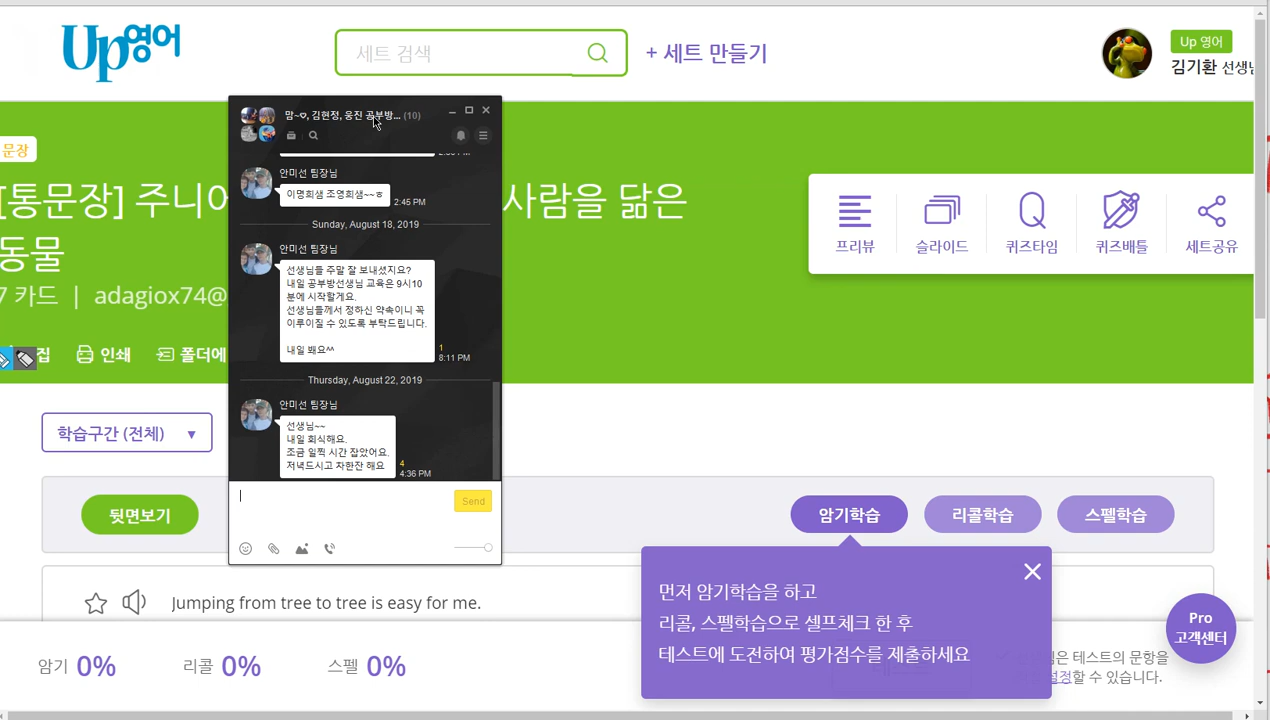 Up영어
세트 검색
+ 세트 만들기
Up 영어
김기환 선생님
문장
[통문장] 주니어
사람을 닮은
동물
7 카드 | adagiox74@
집
인쇄
폴더에
프리뷰
슬라이드
퀴즈타임
퀴즈배틀
세트공유
맘~♡, 김현정, 웅진 공부방... (10)
안미선 팀장님
이명희샘 조영희샘~~ㅎ
2:45 PM
Sunday, August 18, 2019
안미선 팀장님
선생님들 주말 잘 보내셨지요?
내일 공부방선생님 교육은 9시10
분에 시작할게요.
선생님들께서 정하신 약속이니 꼭
이루이질 수 있도록 부탁드립니다.
내일 봬요^^
1
8:11 PM
Thursday, August 22, 2019
안미선 팀장님
선생님~~
내일 회식해요.
조금 일찍 시간 잡았어요.
저녁드시고 차한잔 해요
4
4:36 PM
Send
학습구간 (전체) ▼
뒷면보기
암기학습
리콜학습
스펠학습
Jumping from tree to tree is easy for me.
먼저 암기학습을 하고
리콜, 스펠학습으로 셀프체크 한 후
테스트에 도전하여 평가점수를 제출하세요
Pro
고객센터
암기 0%
리콜 0%
스펠 0%
은 테스트의 문항을
설정할 수 있습니다.